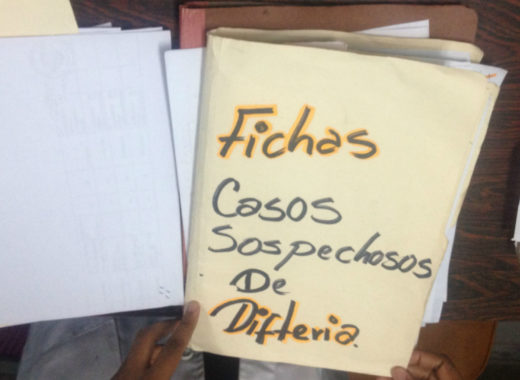 Fichas
Casos
Sospechosos
De
Difteria.